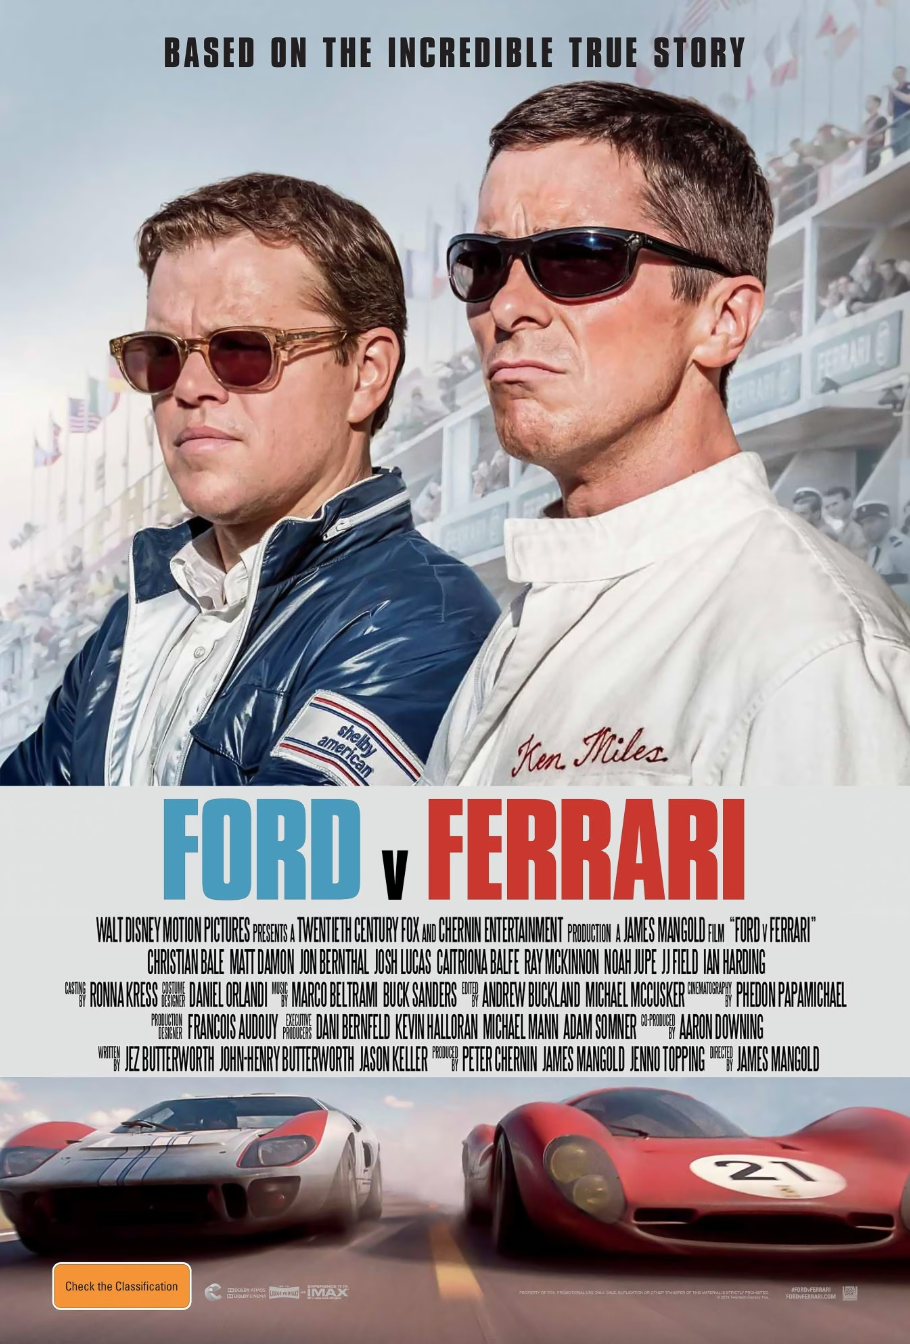 BASED ON THE INCREDIBLE TRUE STORY
FERRARI
FERRARI
shelby
american
Ken Miles
FORD v FERRARI
WALT DISNEY MOTION PICTURES PRESENTS A TWENTIETH CENTURY FOX AND CHERNIN ENTERTAINMENT PRODUCTION A JAMES MANGOLD FILM "FORD V FERRARI"
CHRISTIAN BALE MATT DAMON JON BERNTHAL JOSH LUCAS CAITRIONA BALFE RAY MCKINNON NOAH JUPE JJ FIELD IAN HARDING
CASTING BY RONNA KRESS COSTUME DESIGNER DANIEL ORLANDI MUSIC BY MARCO BELTRAMI BUCK SANDERS EDITED BY ANDREW BUCKLAND MICHAEL MCCUSKER CINEMATOGRAPHY BY PHEDON PAPAMICHAEL
PRODUCTION DESIGNER FRANCOIS AUDOUY EXECUTIVE PRODUCERS DANI BERNFELD KEVIN HALLORAN MICHAEL MANN ADAM SOMNER CO-PRODUCED BY AARON DOWNING
WRITTEN BY JEZ BUTTERWORTH JOHN-HENRY BUTTERWORTH JASON KELLER PRODUCED BY PETER CHERNIN JAMES MANGOLD JENNO TOPPING DIRECTED BY JAMES MANGOLD
21
Check the Classification
IMAX
#FORDvFERRARI
FORDvFERRARI.COM